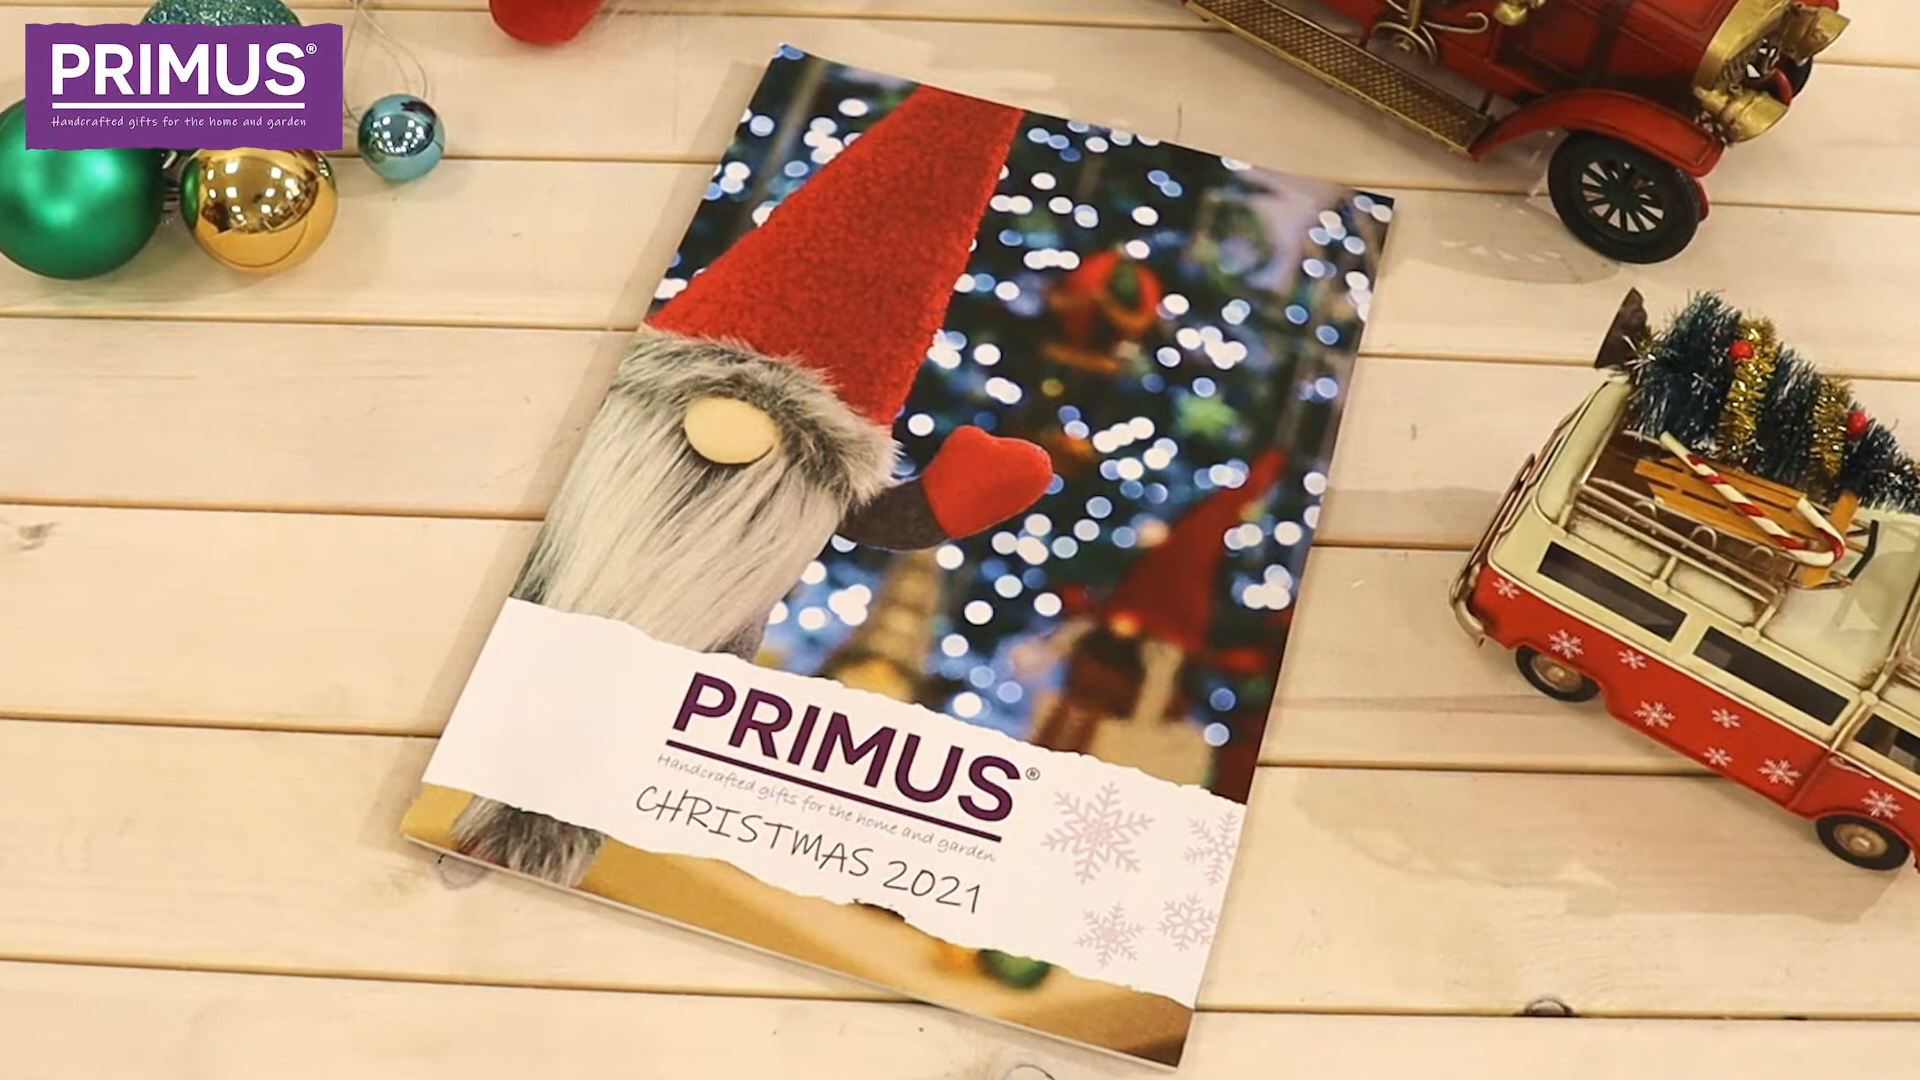 PRIMUS®
Handcrafted gifts for the home and garden
PRIMUS®
Handcrafted gifts for the home and garden
CHRISTMAS 2021